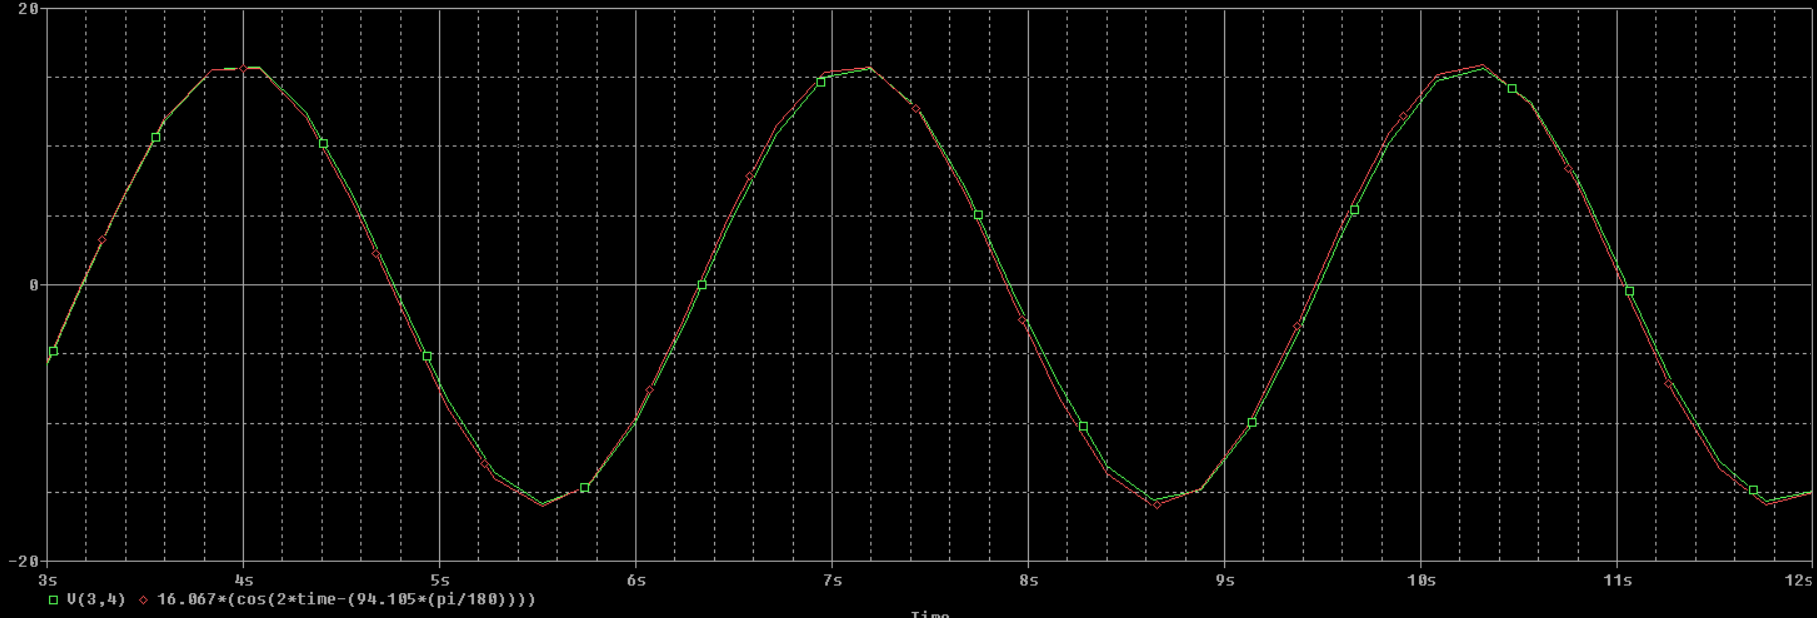 20
0
-20
3s 4s 5s 6s 7s 8s 9s 10s 11s 12s
V(3,4) 16.067*(cos(2*time-(94.105*(pi/180))))
Time